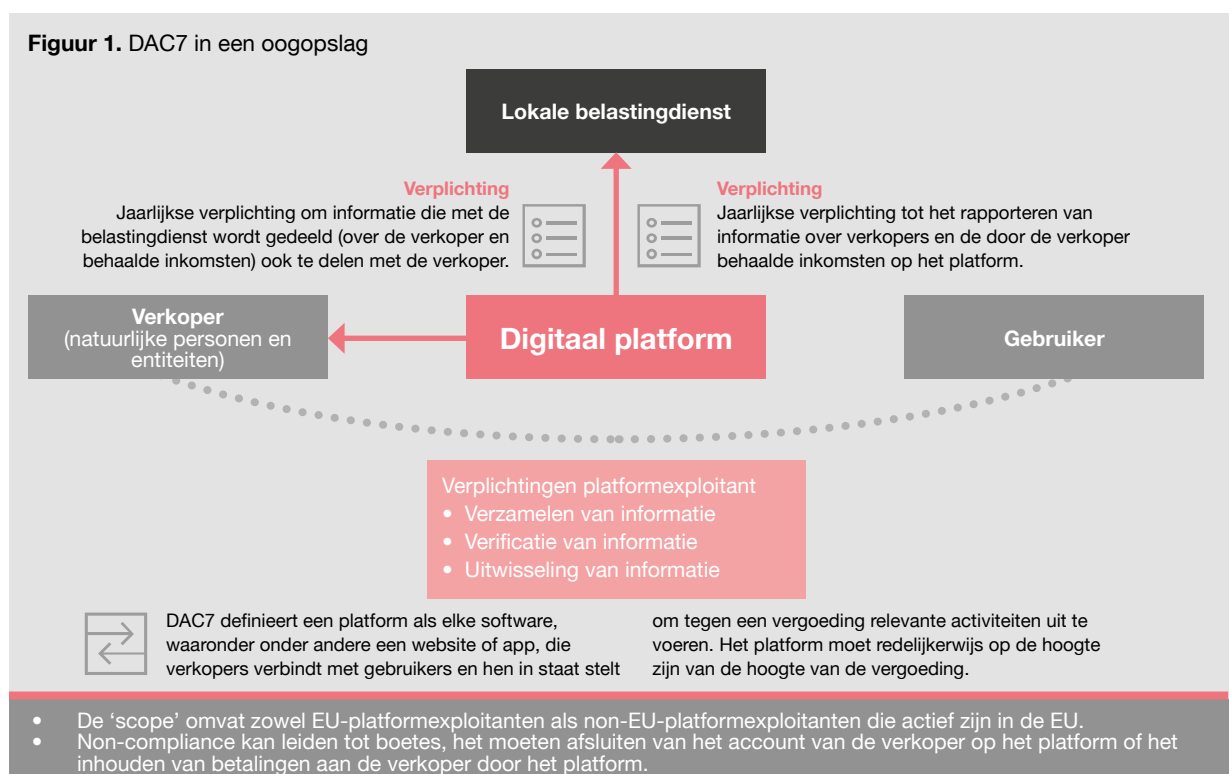 Figuur 1. DAC7 in een oogopslag
Lokale belastingdienst
Verplichting
Jaarlijkse verplichting om informatie die met de
belastingdienst wordt gedeeld (over de verkoper en
behaalde inkomsten) ook te delen met de verkoper.
Verplichting
Jaarlijkse verplichting tot het rapporteren van
informatie over verkopers en de door de verkoper
behaalde inkomsten op het platform.
Verkoper
(natuurlijke personen en
entiteiten)
Digitaal platform
Gebruiker
Verplichtingen platformexploitant
• Verzamelen van informatie
• Verificatie van informatie
• Uitwisseling van informatie
DAC7 definieert een platform als elke software,
waaronder onder andere een website of app, die
verkopers verbindt met gebruikers en hen in staat stelt
om tegen een vergoeding relevante activiteiten uit te
voeren. Het platform moet redelijkerwijs op de hoogte
zijn van de hoogte van de vergoeding.
• De ‘scope’ omvat zowel EU-platformexploitanten als non-EU-platformexploitanten die actief zijn in de EU.
• Non-compliance kan leiden tot boetes, het moeten afsluiten van het account van de verkoper op het platform of het
inhouden van betalingen aan de verkoper door het platform.